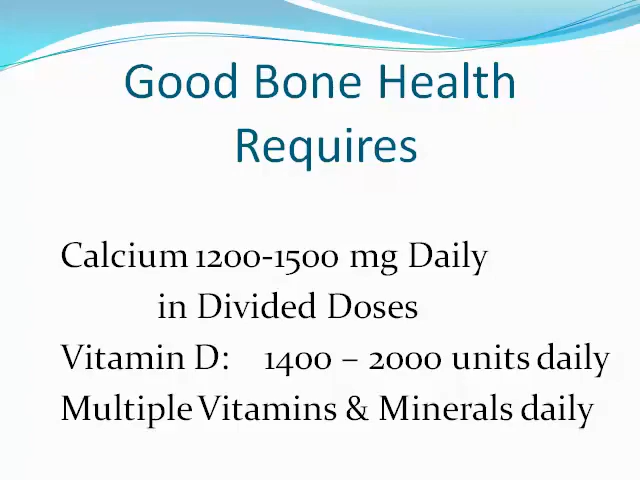 Good Bone Health
Requires
Calcium 1200-1500 mg Daily
in Divided Doses
Vitamin D: 1400 – 2000 units daily
Multiple Vitamins & Minerals daily